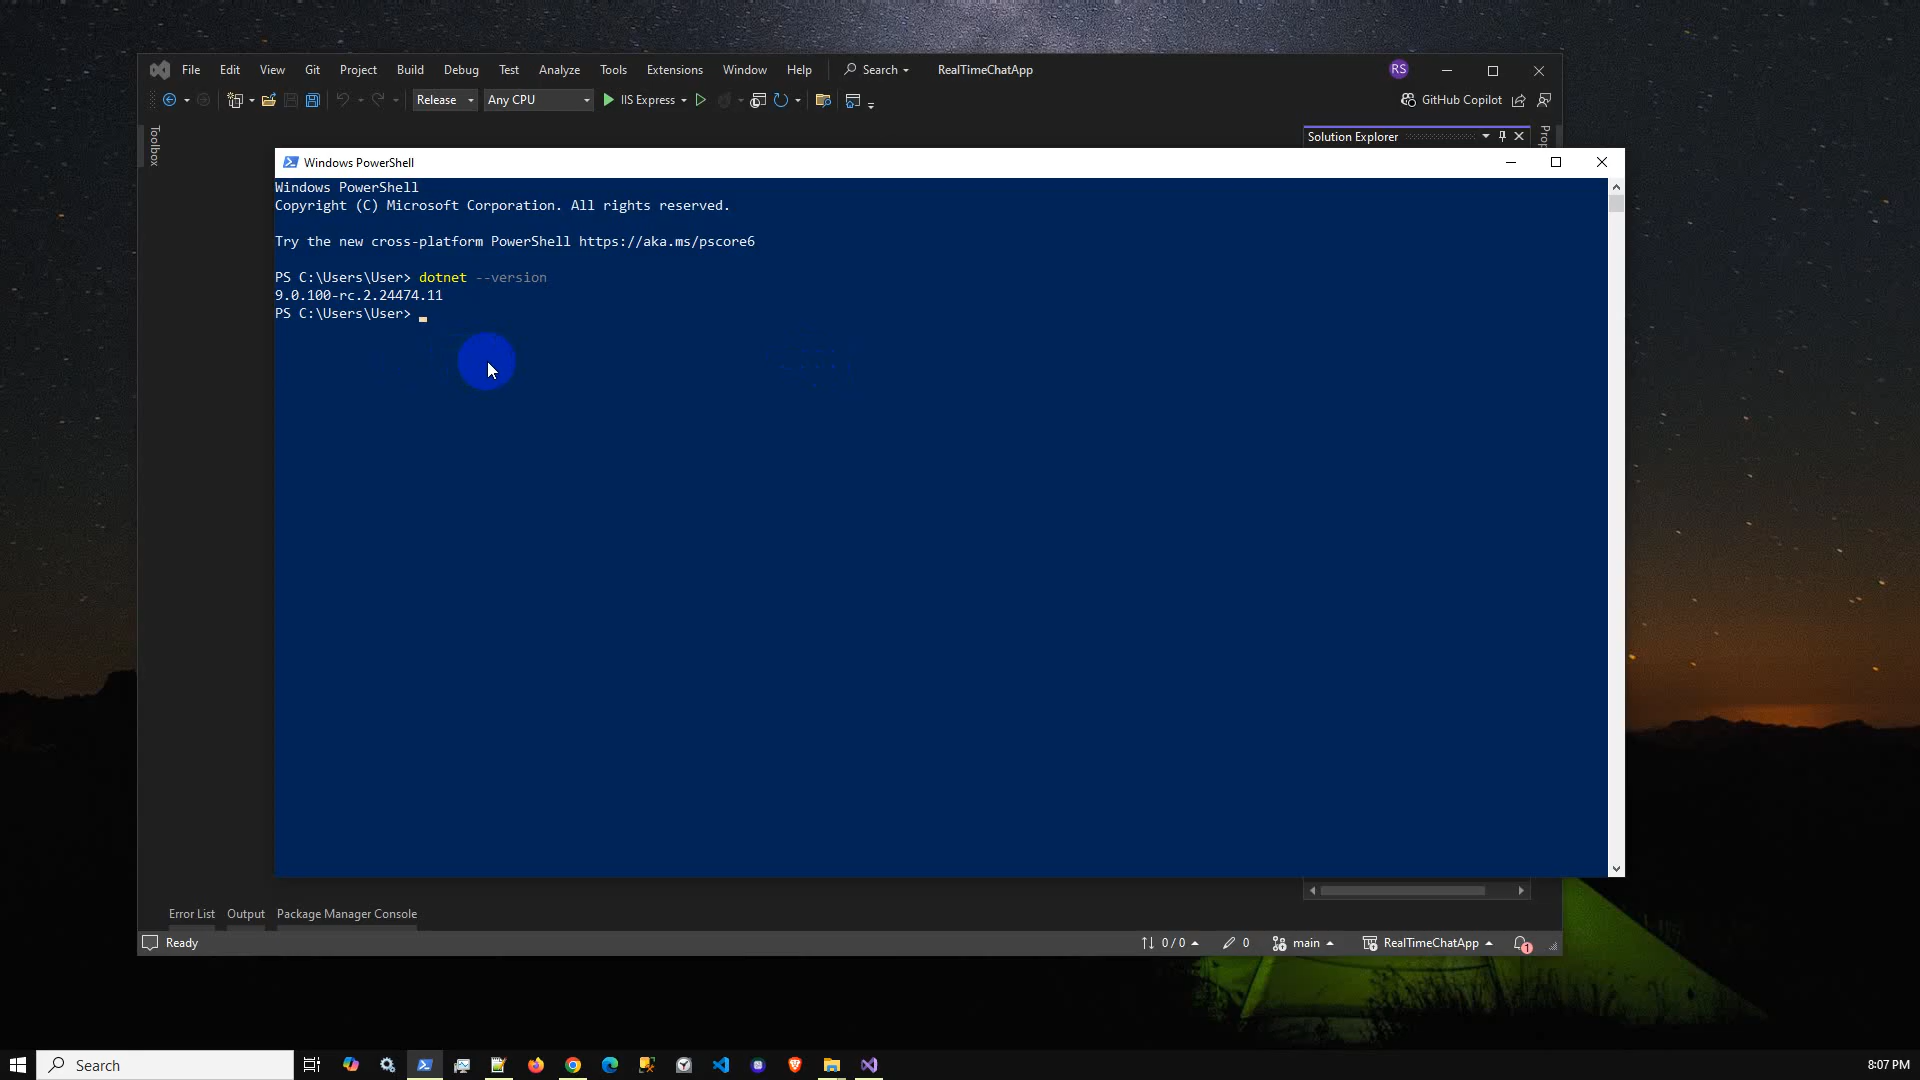 File Edit View Git Project Build Debug Test Analyze Tools Extensions Window Help Search RealTimeChatApp RS
Release Any CPU IIS Express GitHub Copilot
Toolbox
Solution Explorer
Prop
Windows PowerShell
Windows PowerShell
Copyright (C) Microsoft Corporation. All rights reserved.
Try the new cross-platform PowerShell https://aka.ms/pscore6
PS C:\Users\User> dotnet --version
9.0.100-rc.2.24474.11
PS C:\Users\User>
Error List Output Package Manager Console
Ready 0 / 0 0 main RealTimeChatApp 1
Search 8:07 PM